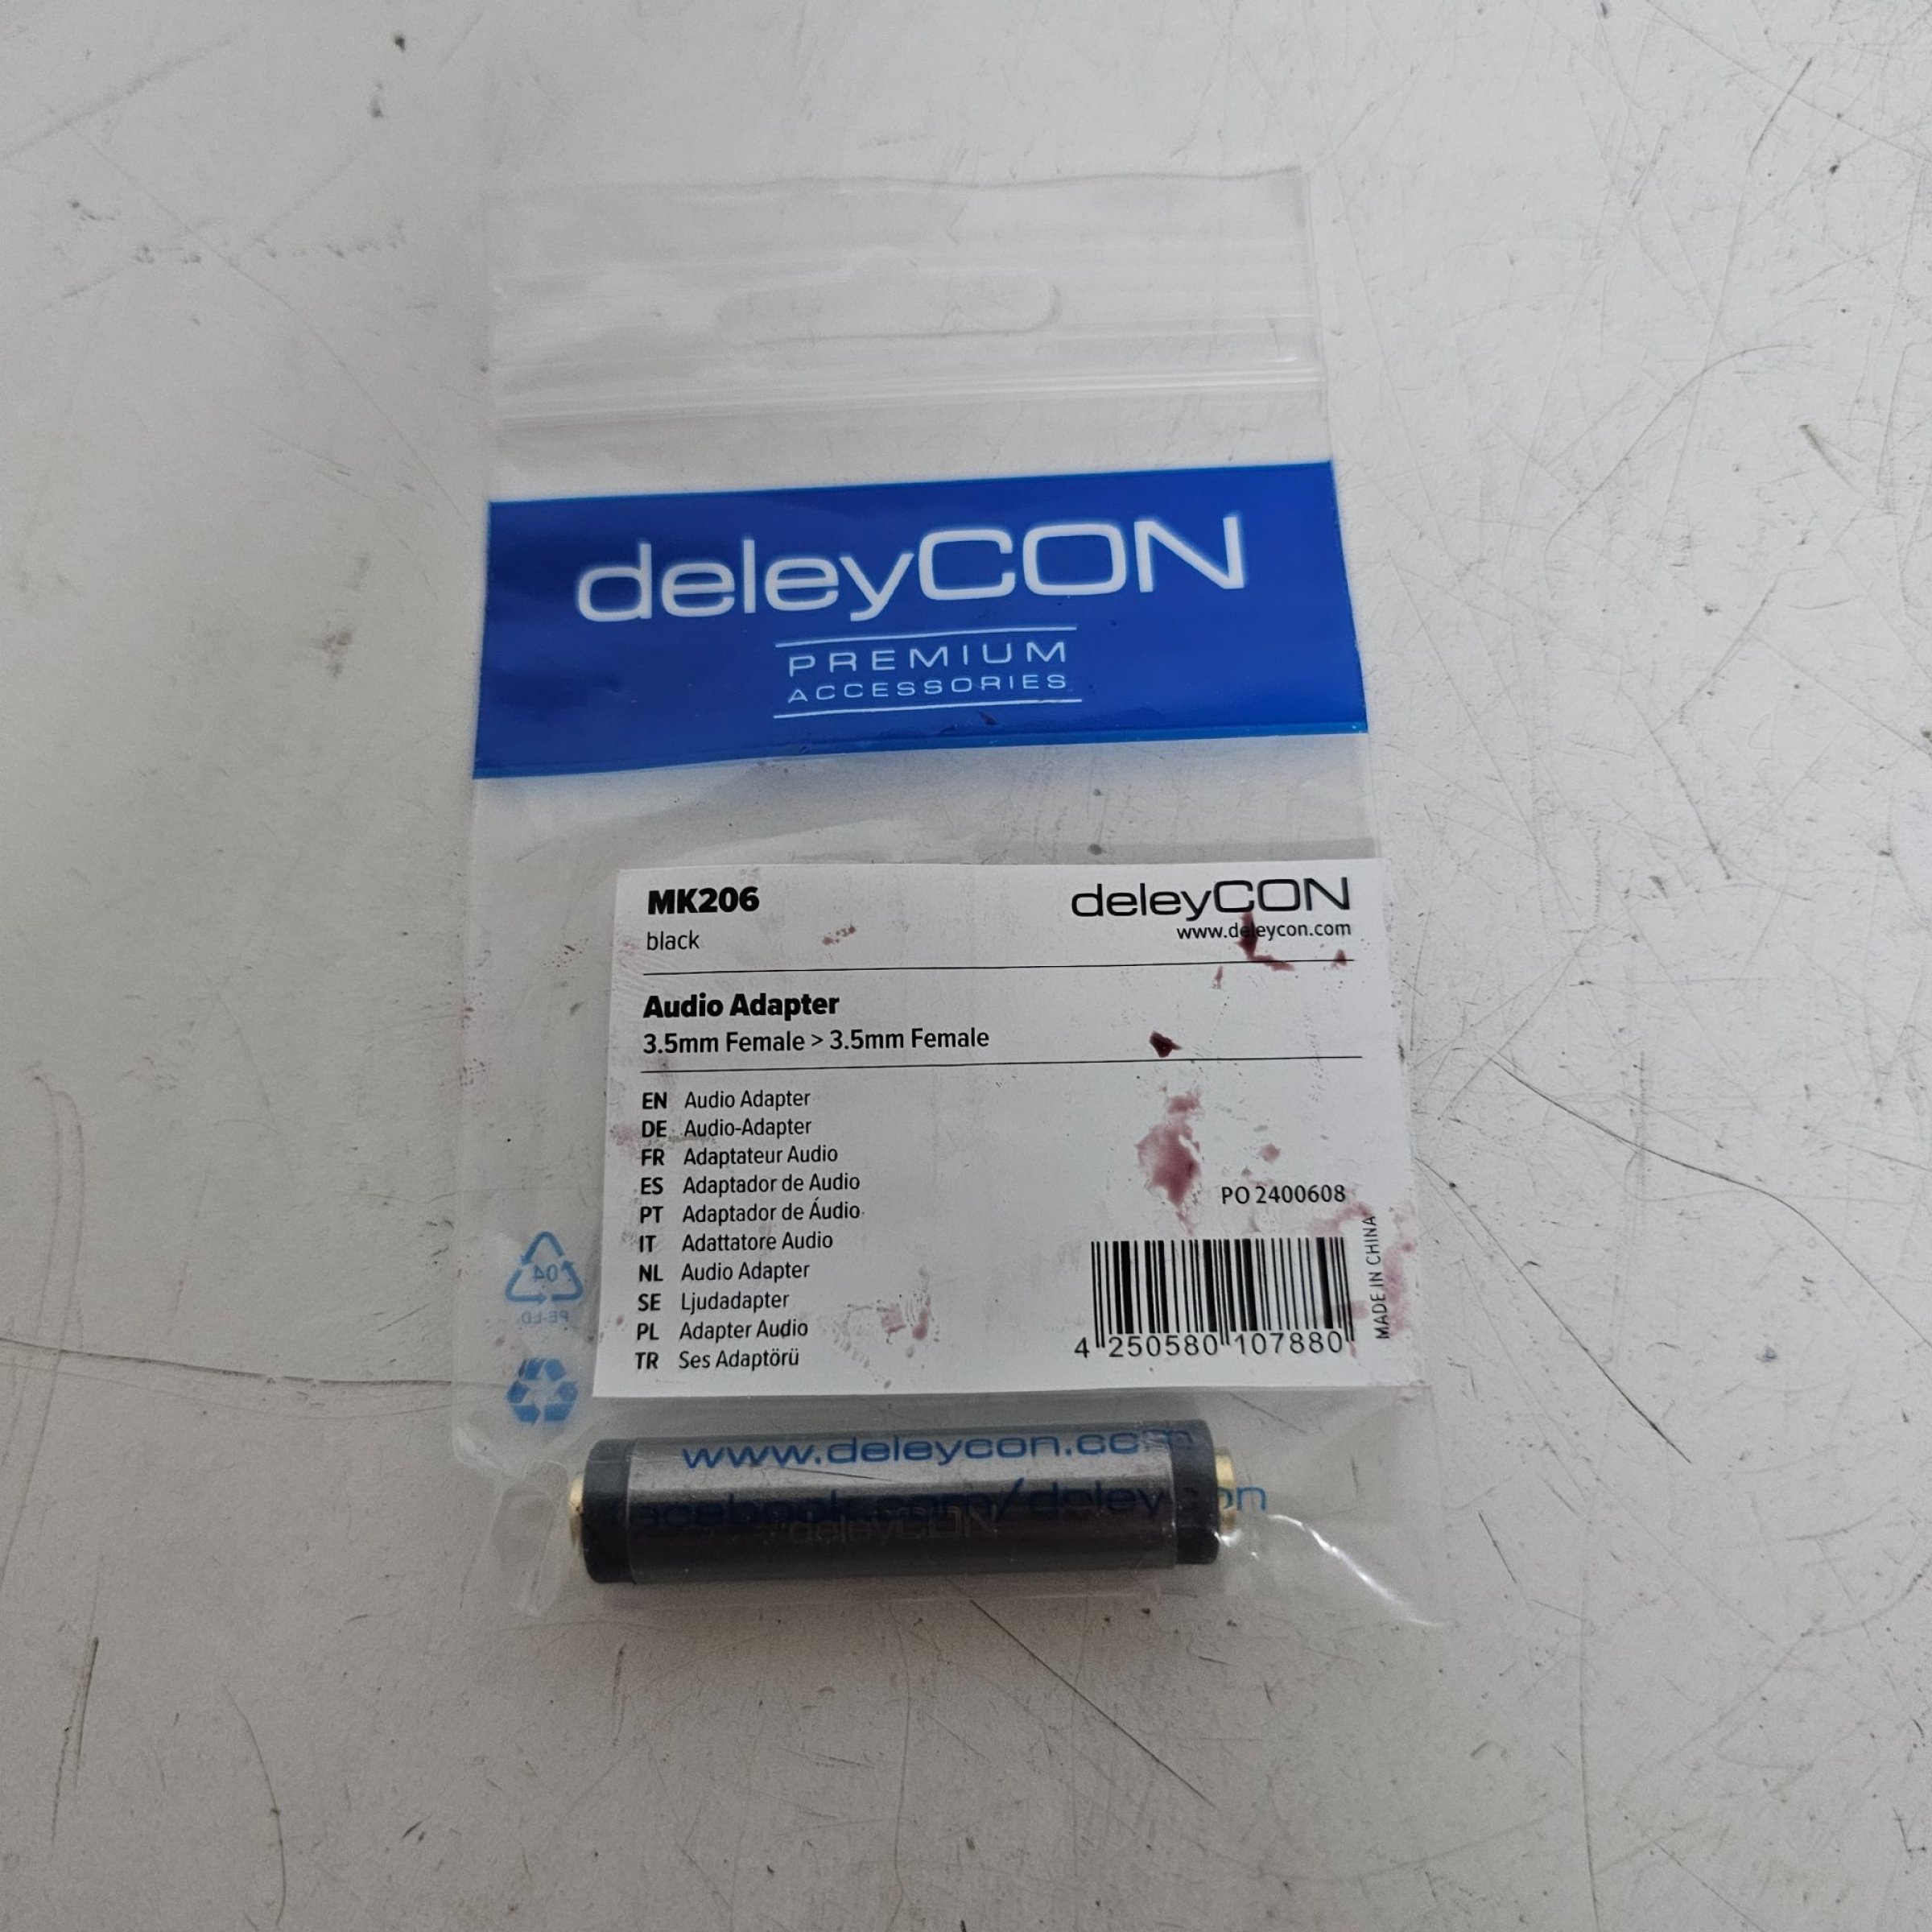 deleyCON
PREMIUM
ACCESSORIES
MK206
black
deleyCON
www.deleycon.com
Audio Adapter
3.5mm Female > 3.5mm Female
EN Audio Adapter
DE Audio-Adapter
FR Adaptateur Audio
ES Adaptador de Audio
PT Adaptador de Áudio
IT Adattatore Audio
NL Audio Adapter
SE Ljudadapter
PL Adapter Audio
TR Ses Adaptörü
PO 2400608
MADE IN CHINA
4 250580 107880
04
PE-LD
www.deleycon.com
facebook.com/deleycon
deleyCON